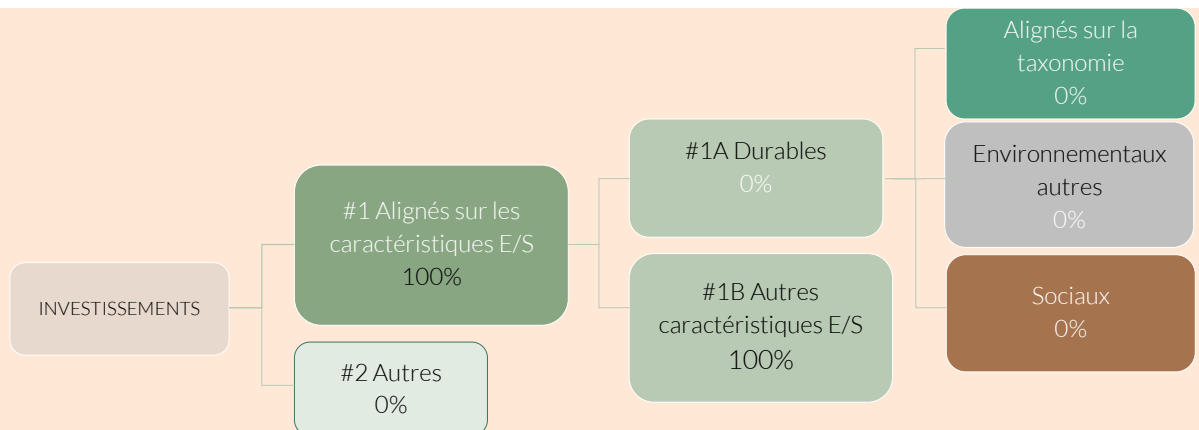 INVESTISSEMENTS
#1 Alignés sur les
caractéristiques E/S
100%
#2 Autres
0%
#1A Durables
0%
#1B Autres
caractéristiques E/S
100%
Alignés sur la
taxonomie
0%
Environnementaux
autres
0%
Sociaux
0%